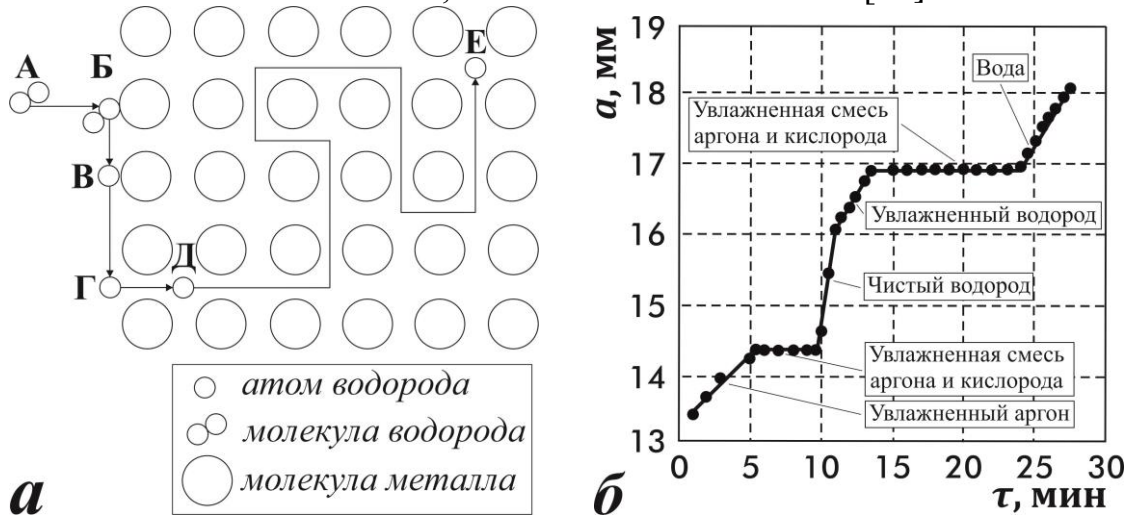 А
Б
В
Г
Д
Е
атом водорода
молекула водорода
молекула металла
а
a, мм
19
18
17
16
15
14
13
0 5 10 15 20 25 30
τ, мин
Вода
Увлажненная смесь
аргона и кислорода
Увлажненный водород
Чистый водород
Увлажненная смесь
аргона и кислорода
Увлажненный аргон
б